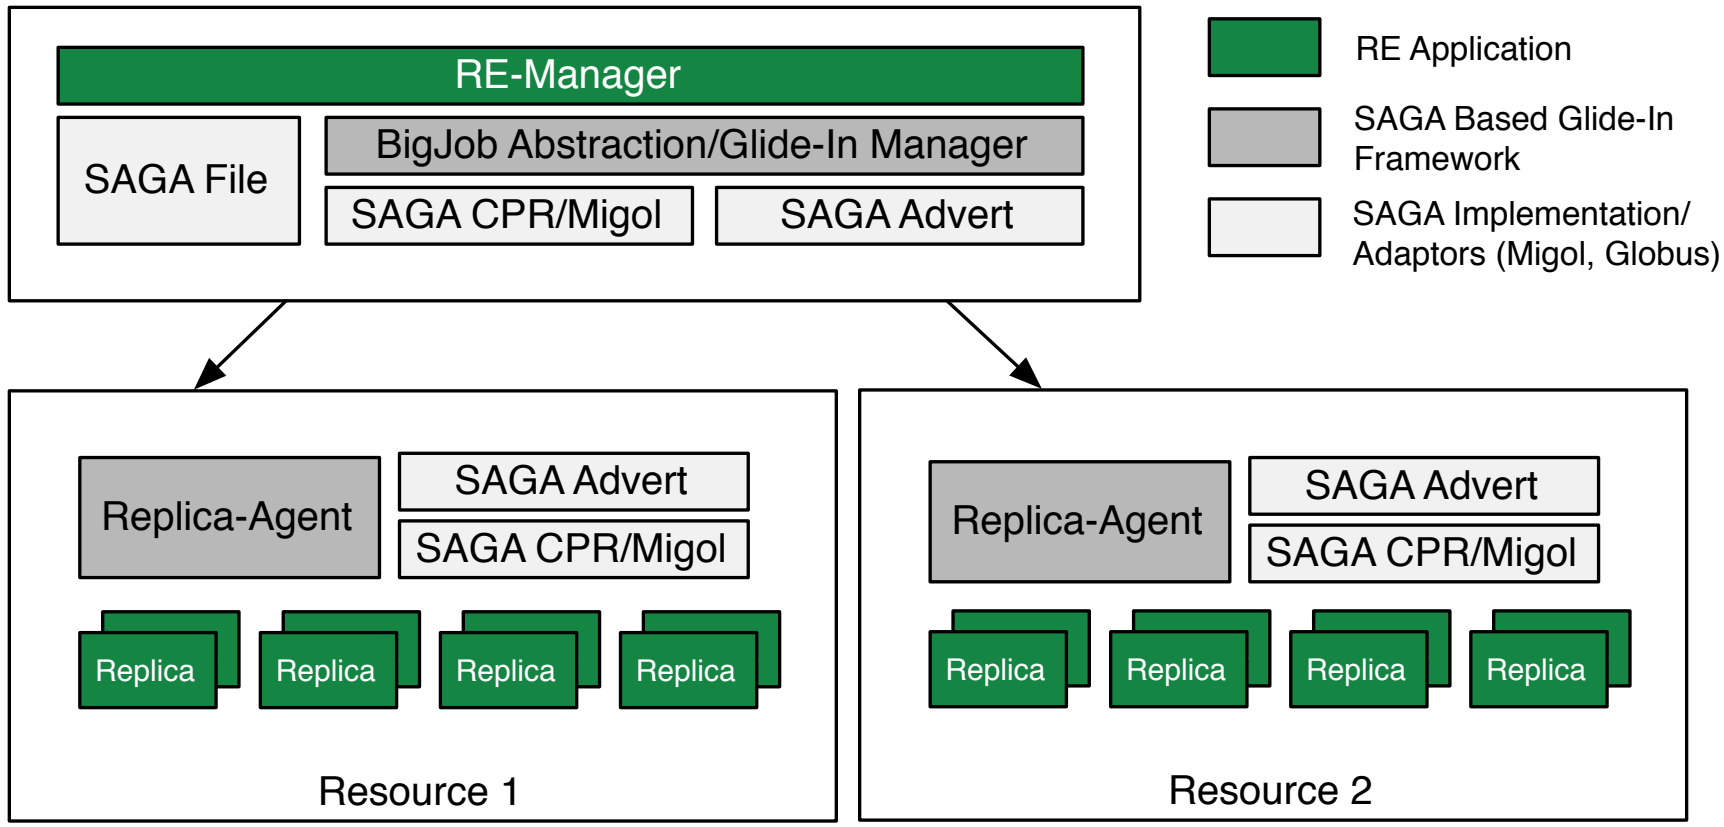 RE-Manager
SAGA File
BigJob Abstraction/Glide-In Manager
SAGA CPR/Migol
SAGA Advert
RE Application
SAGA Based Glide-In
Framework
SAGA Implementation/
Adaptors (Migol, Globus)
Replica-Agent
SAGA Advert
SAGA CPR/Migol
Replica
Replica
Replica
Replica
Resource 1
Replica-Agent
SAGA Advert
SAGA CPR/Migol
Replica
Replica
Replica
Replica
Resource 2